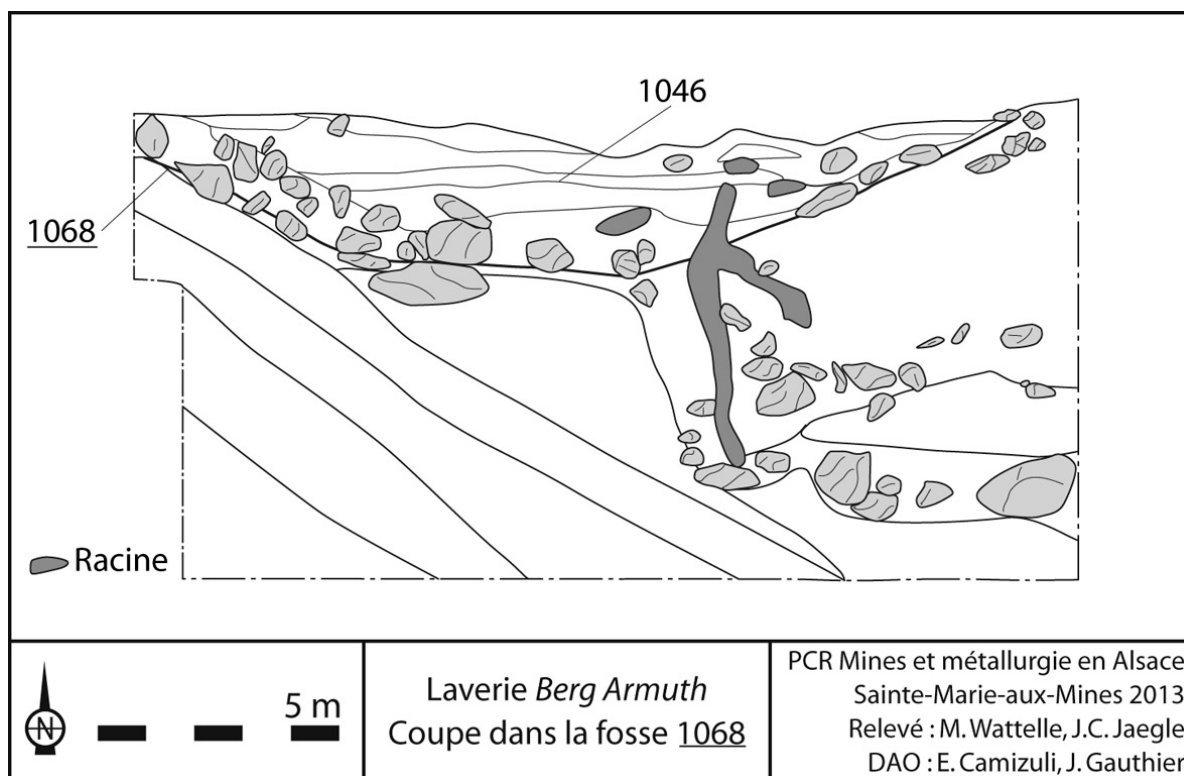 1046
1068
Racine
N
5 m
Laverie Berg Armuth
Coupe dans la fosse 1068
PCR Mines et métallurgie en Alsace
Sainte-Marie-aux-Mines 2013
Relevé : M. Wattelle, J.C. Jaegle
DAO : E. Camizuli, J. Gauthier